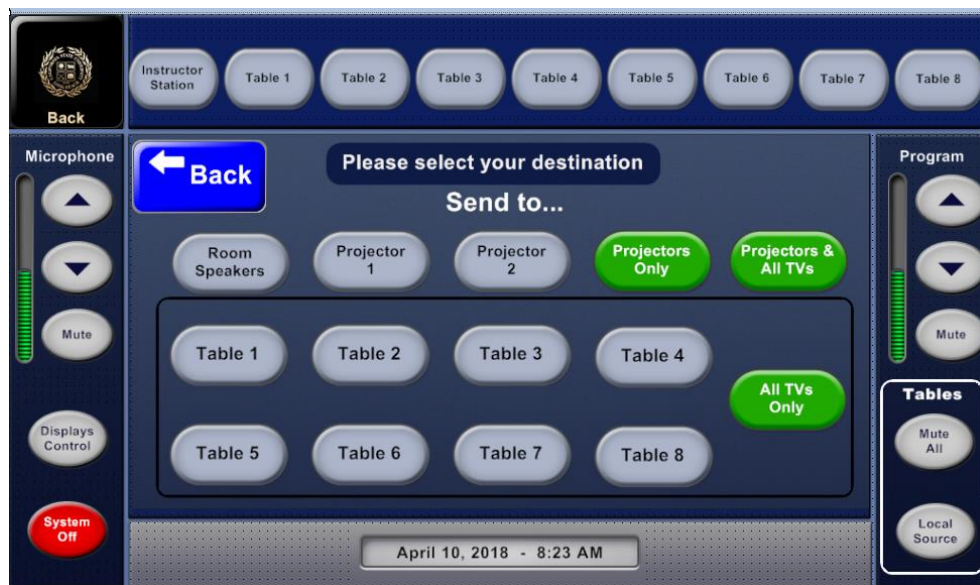 Back
Instructor
Station
Table 1
Table 2
Table 3
Table 4
Table 5
Table 6
Table 7
Table 8
Microphone
Mute
Displays
Control
System
Off
Back
Please select your destination
Send to...
Room
Speakers
Projector
1
Projector
2
Projectors
Only
Projectors &
All TVs
Table 1
Table 2
Table 3
Table 4
All TVs
Only
Table 5
Table 6
Table 7
Table 8
April 10, 2018 - 8:23 AM
Program
Mute
Tables
Mute
All
Local
Source